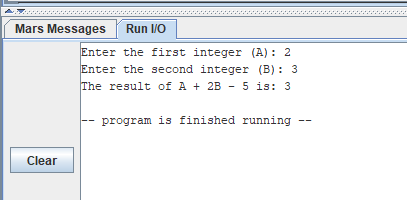 Mars Messages Run I/O
Enter the first integer (A): 2
Enter the second integer (B): 3
The result of A + 2B - 5 is: 3
-- program is finished running --
Clear